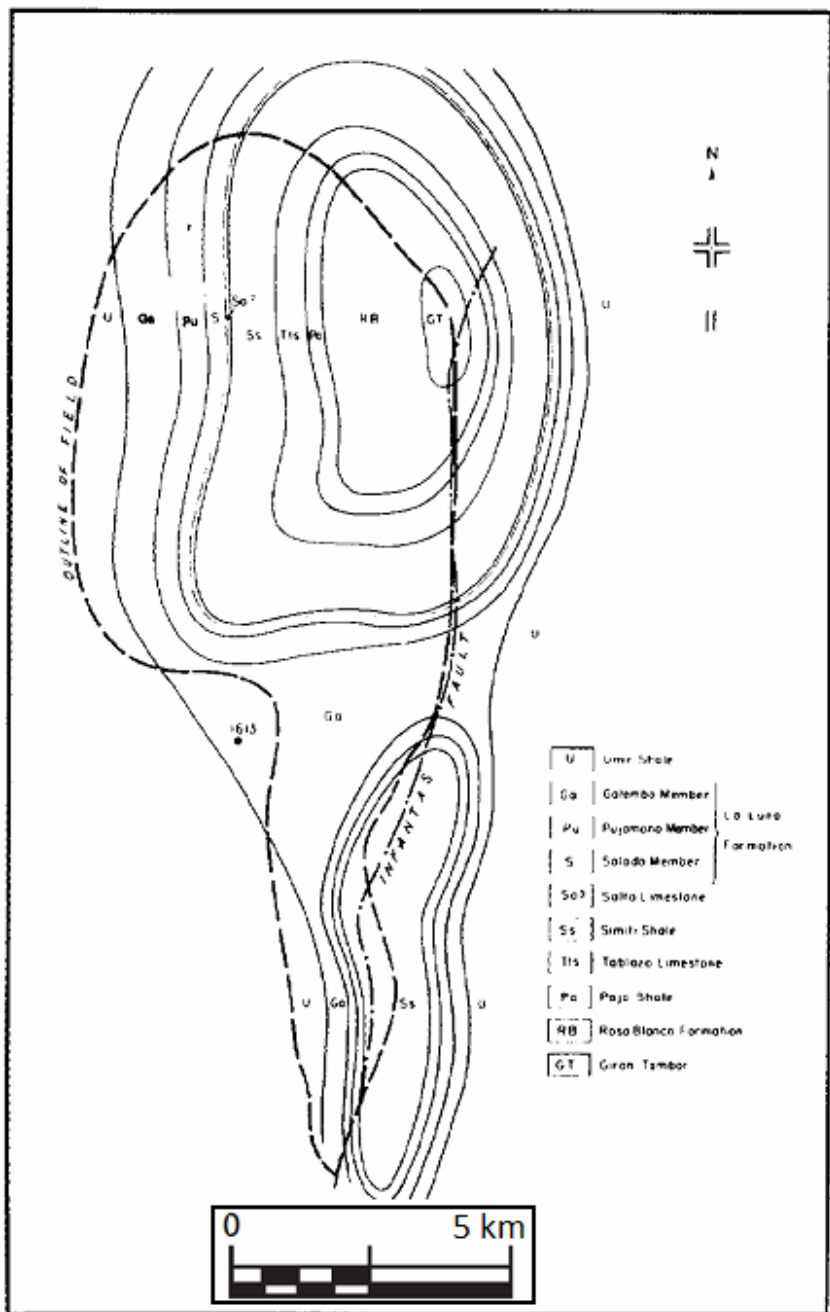 N
U Ga Pu S Sa? Ss Tts Pa RB GT U
OUTLINE OF FIELD
U
INFANTAS FAULT
Ga
1613
U Ga Ss U
U Umir Shale
Ga Galembo Member
Pu Pujamana Member
S Salada Member
La Luna
Formation
Sa? Salto Limestone
Ss Simiti Shale
Tts Tablazo Limestone
Pa Paja Shale
RB Rosa Blanca Formation
GT Giron Tambor
0 5 km